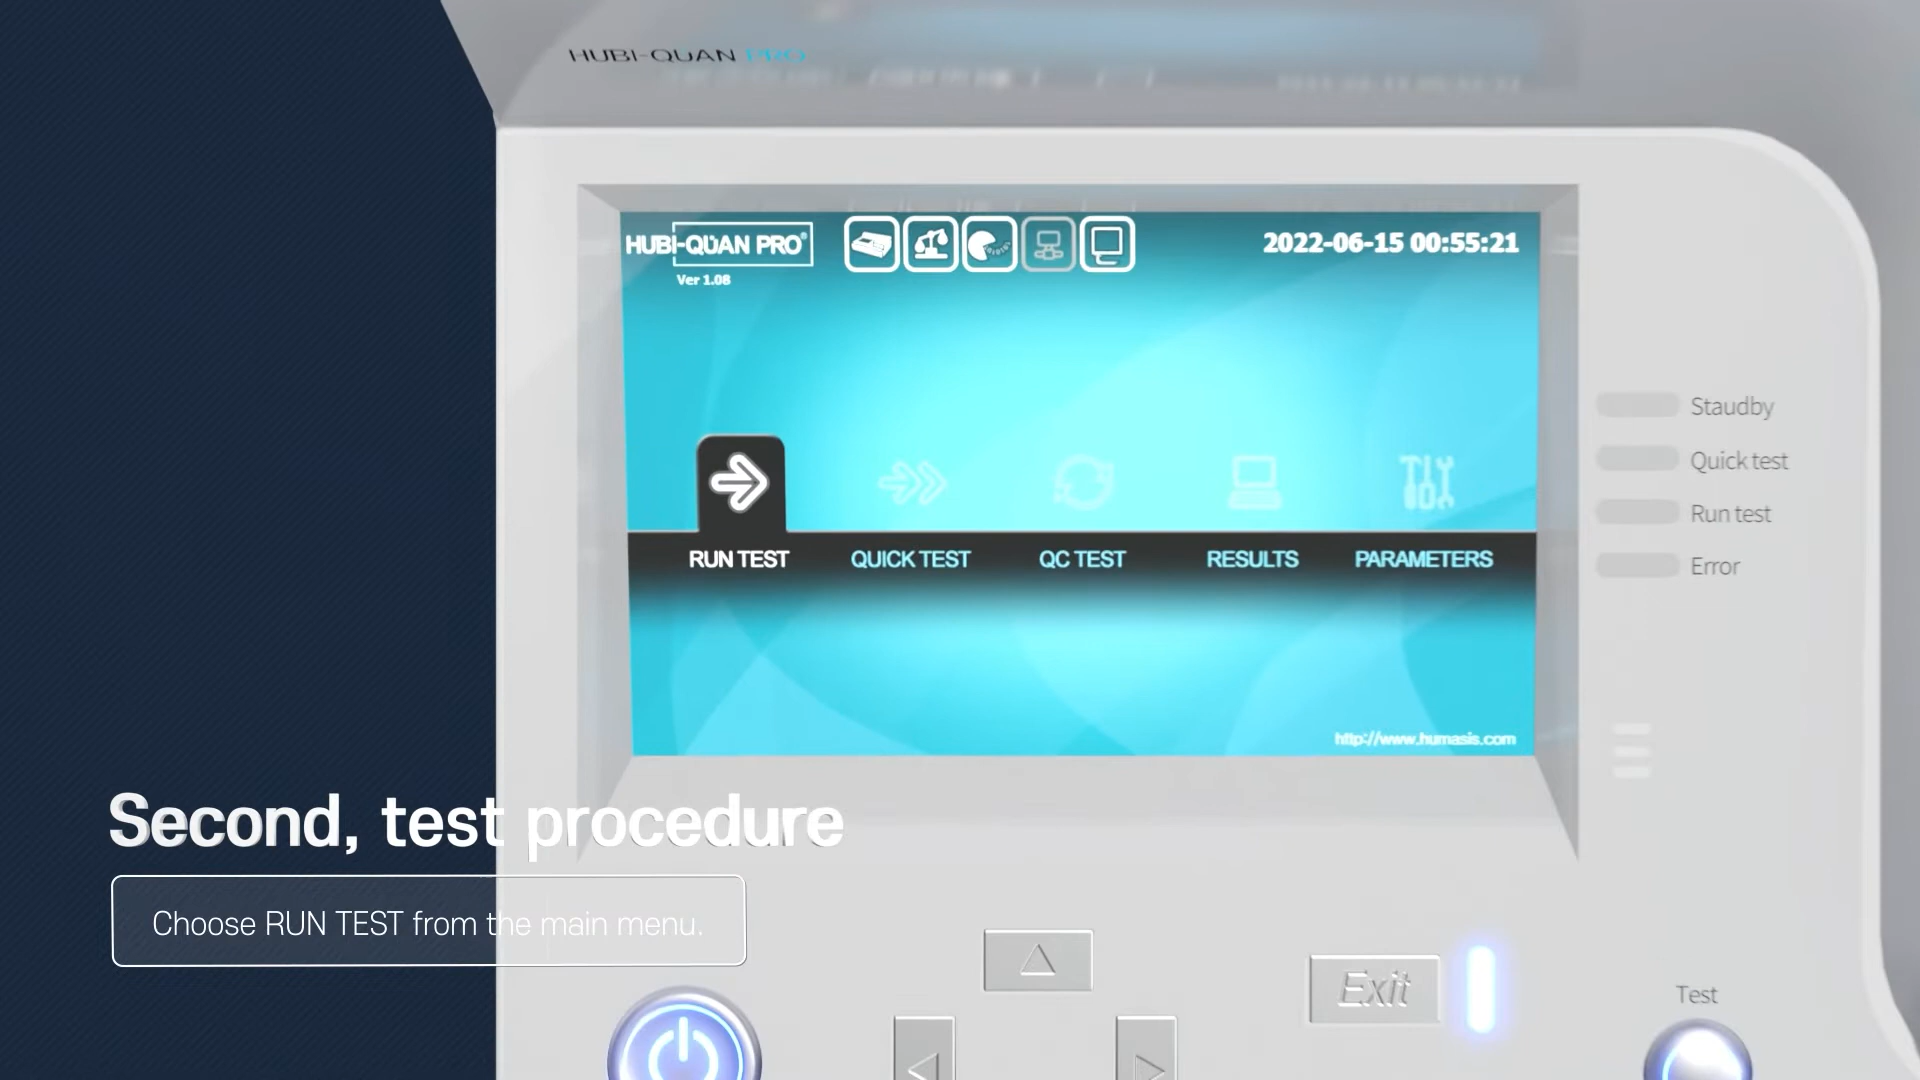 HUBI-QUAN PRO
HUBI-QUAN PRO®
Ver 1.08
2022-06-15 00:55:21
RUN TEST
QUICK TEST
QC TEST
RESULTS
PARAMETERS
http://www.humasis.com
Staudby
Quick test
Run test
Error
Second, test procedure
Choose RUN TEST from the main menu.
Exit
Test